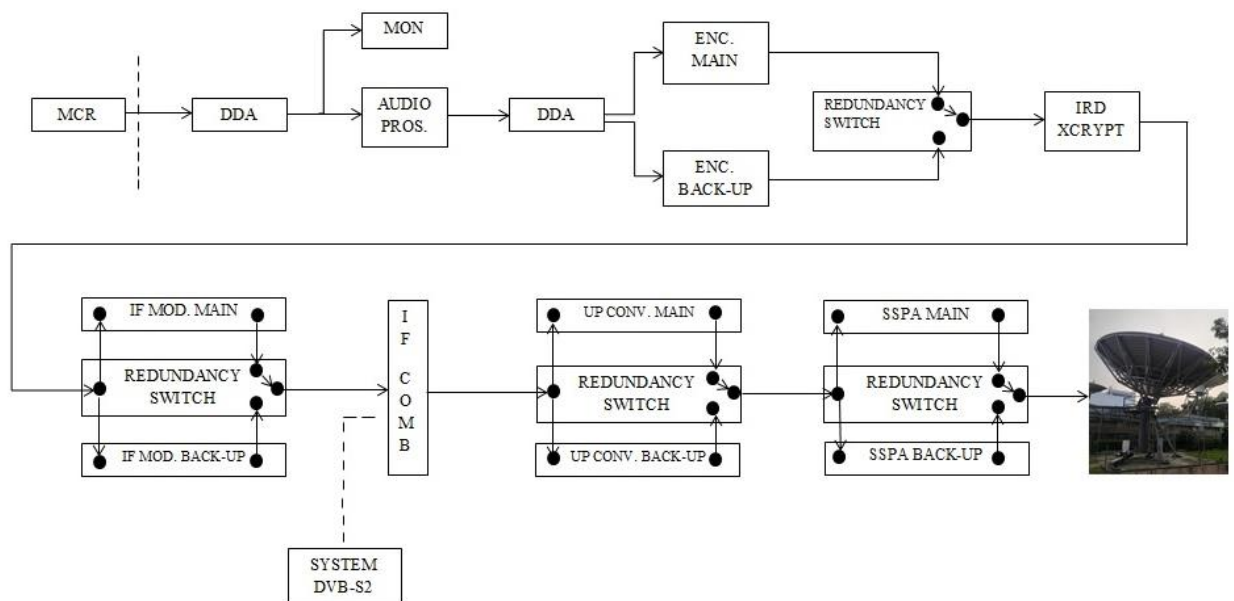 MON
ENC.
MAIN
MCR
DDA
AUDIO
PROS.
DDA
REDUNDANCY
SWITCH
IRD
XCRYPT
ENC.
BACK-UP
IF MOD. MAIN
REDUNDANCY
SWITCH
IF MOD. BACK-UP
I
F
C
O
M
B
UP CONV. MAIN
REDUNDANCY
SWITCH
UP CONV. BACK-UP
SSPA MAIN
REDUNDANCY
SWITCH
SSPA BACK-UP
SYSTEM
DVB-S2